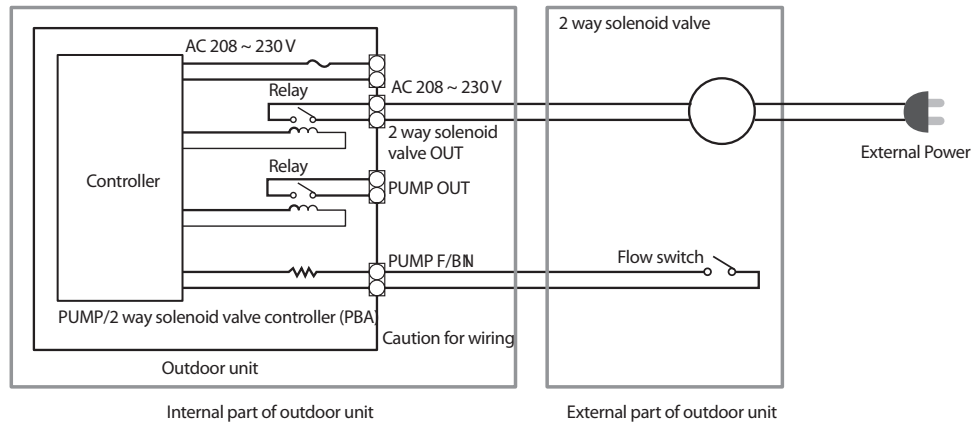 2 way solenoid valve
AC 208 ~ 230 V
AC 208 ~ 230 V
Relay
2 way solenoid
valve OUT
External Power
Relay
Controller
PUMP OUT
PUMP F/B IN
Flow switch
PUMP/2 way solenoid valve controller (PBA)
Caution for wiring
Outdoor unit
Internal part of outdoor unit
External part of outdoor unit